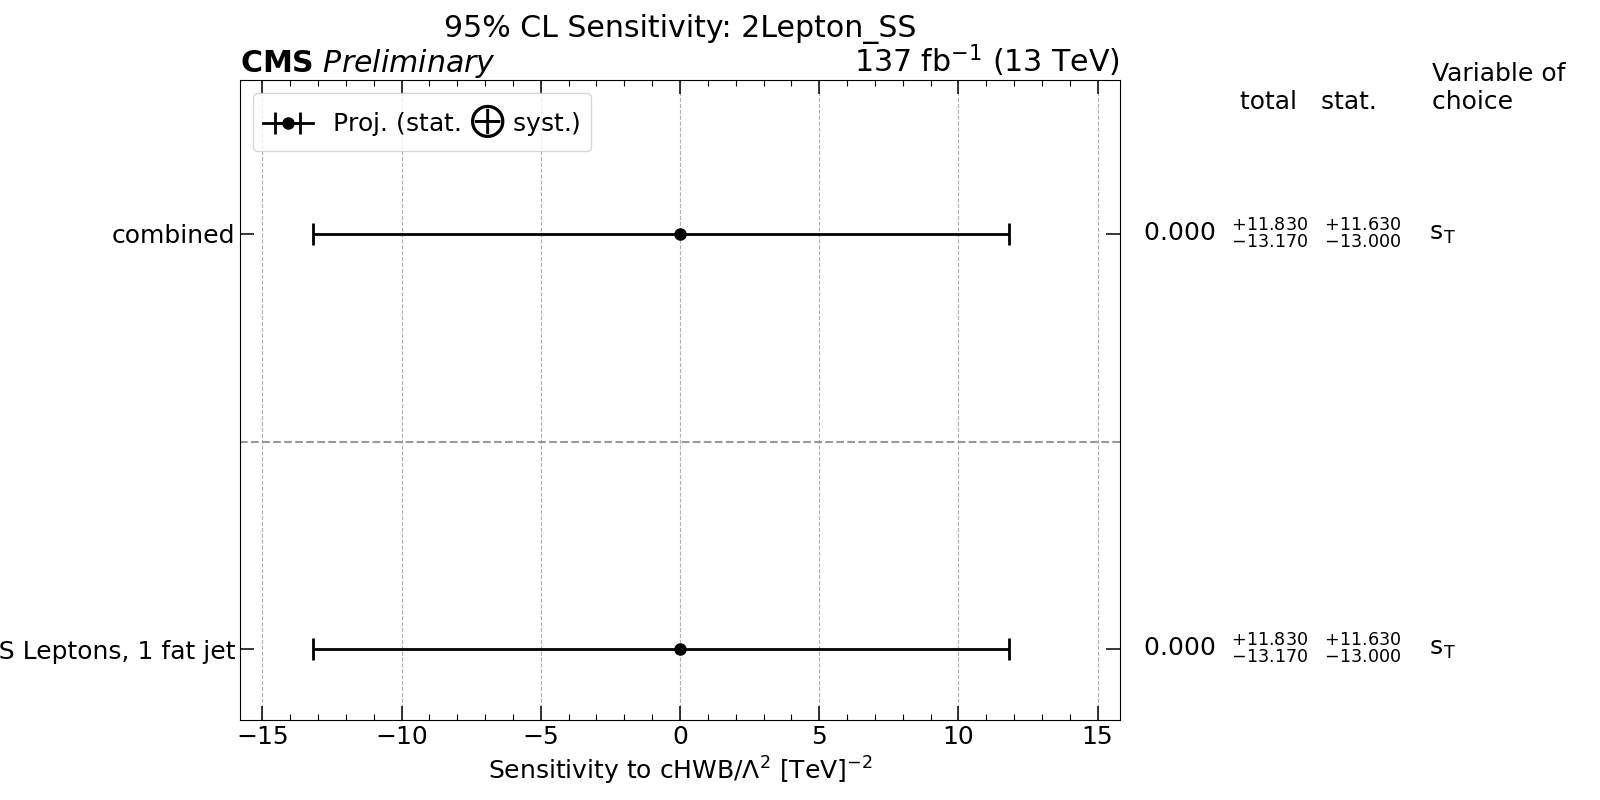 95% CL Sensitivity: 2Lepton_SS
CMS Preliminary 137 fb⁻¹ (13 TeV)
Variable of
total stat. choice
Proj. (stat. ⊕ syst.)
combined 0.000 +11.830 −13.170 +11.630 −13.000 s_T
S Leptons, 1 fat jet 0.000 +11.830 −13.170 +11.630 −13.000 s_T
−15 −10 −5 0 5 10 15
Sensitivity to cHWB/Λ² [TeV]⁻²